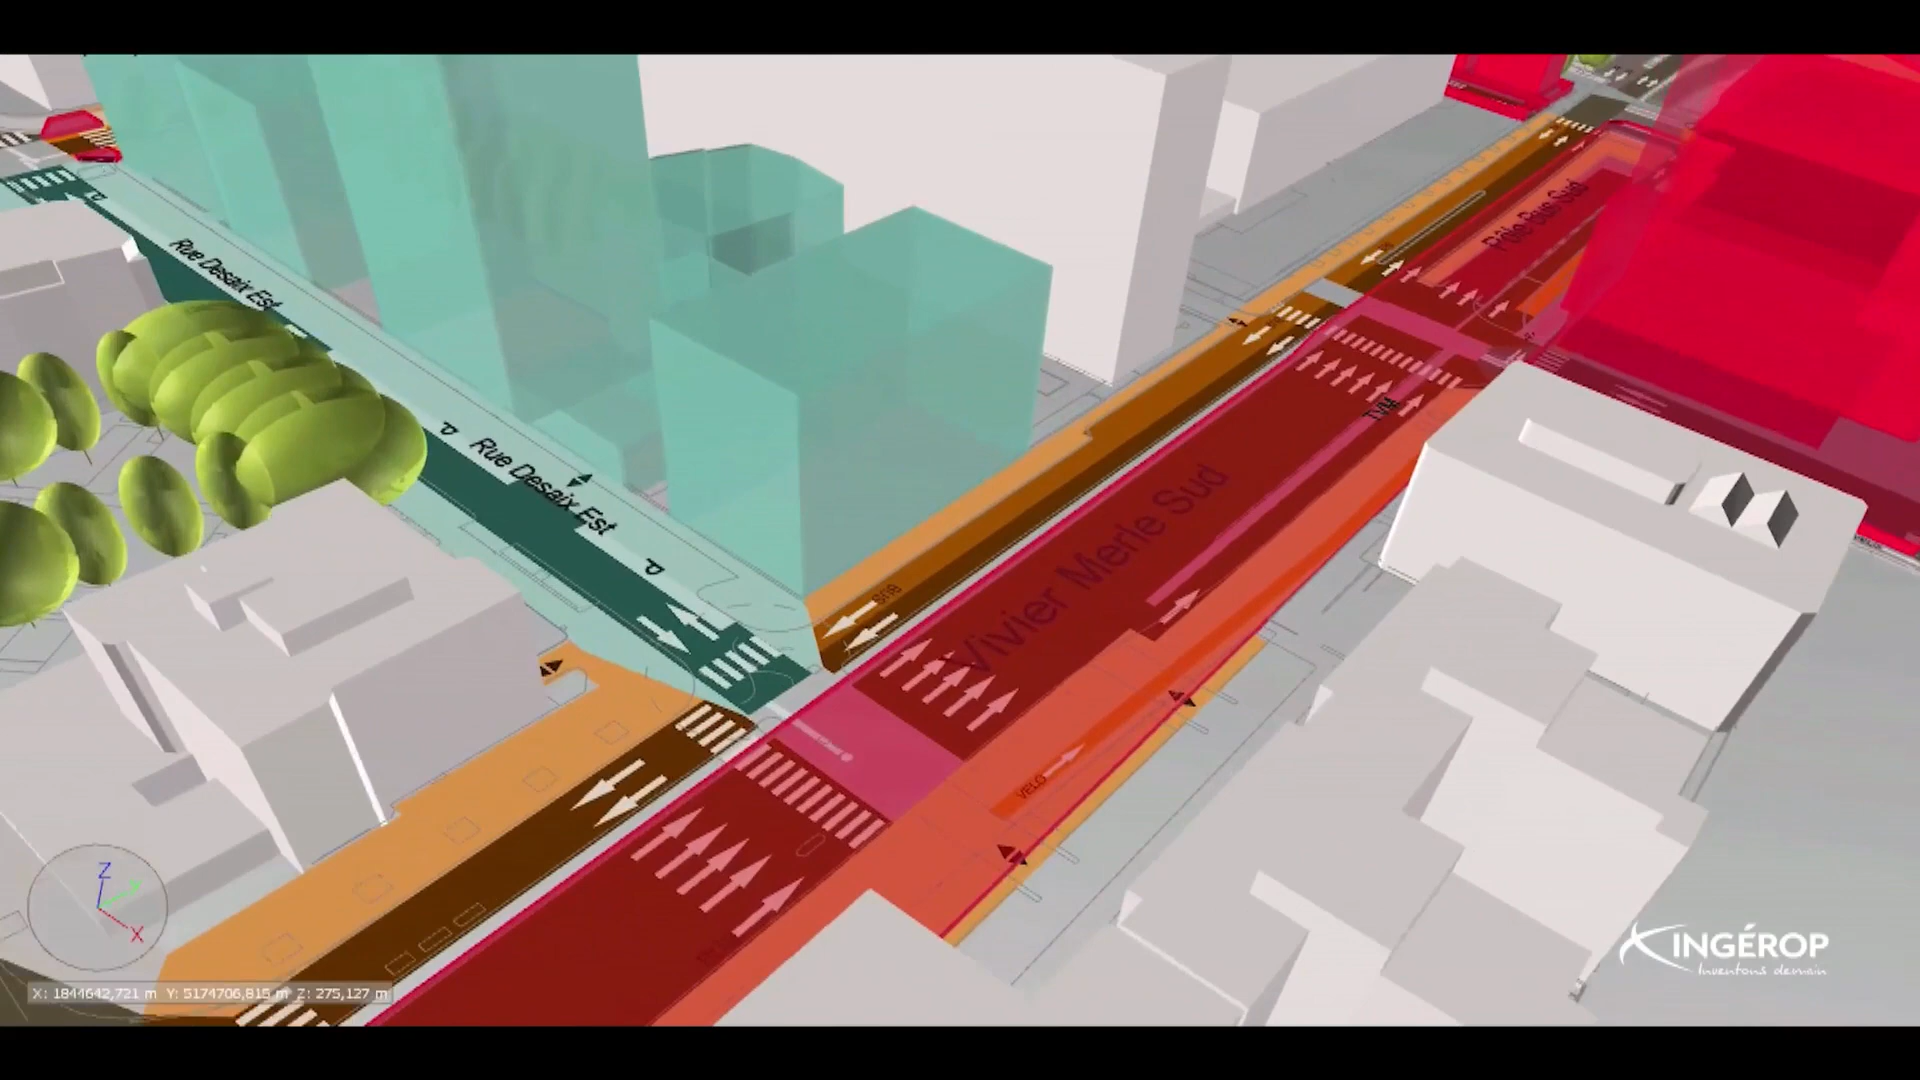 Rue Desaix Est
Pôle Bus Sud
P
Rue Desaix Est
P
TVM
Vivier Merle Sud
BUS
VELO
Z
X
INGÉROP
Inventons demain
X: 1844642,721 m Y: 5174706,815 m Z: 275,127 m